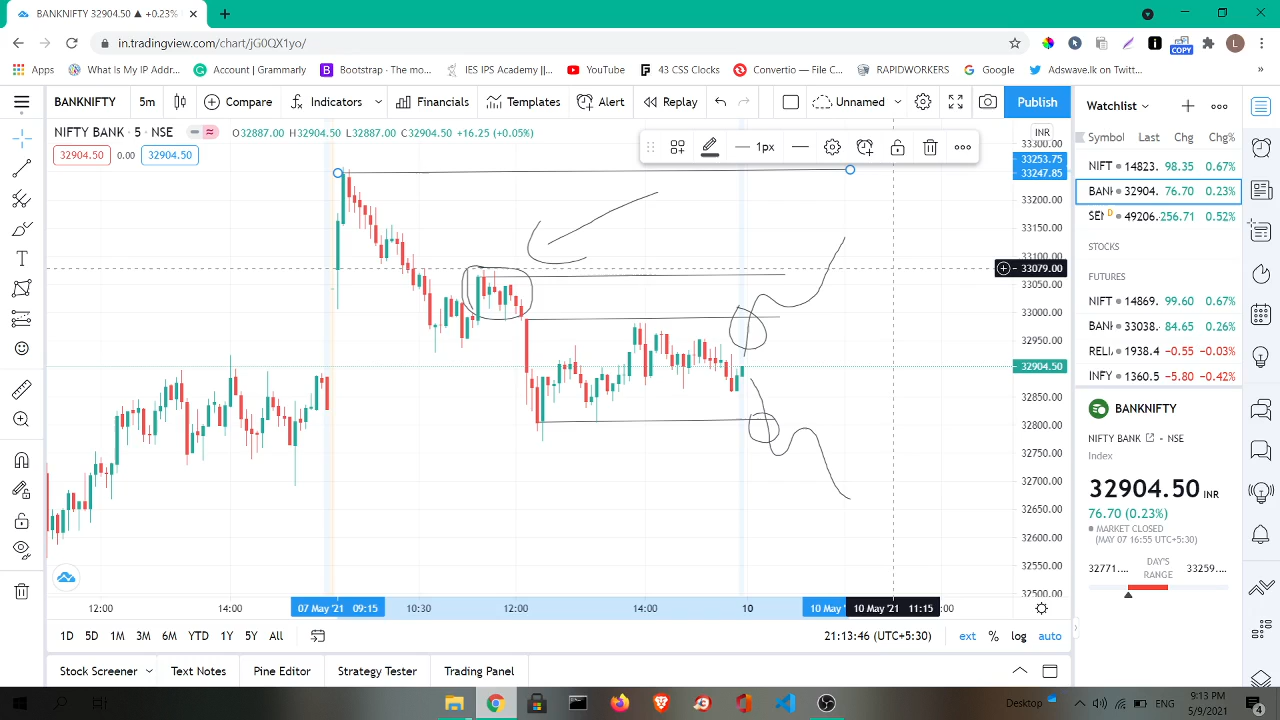 BANKNIFTY 32904.50 ▲ +0.23%
in.tradingview.com/chart/jG0QX1yo/
COPY
L
Apps
What Is My IP Addr...
Account | Grammarly
Bootstrap · The mo...
IES IPS Academy ||...
YouTube
43 CSS Clocks
Convertio — File C...
RAPIDWORKERS
Google
Adswave.lk on Twitt...
»
BANKNIFTY
5m
Compare
Indicators
Financials
Templates
Alert
Replay
Unnamed
Publish
Watchlist
NIFTY BANK · 5 · NSE
O32887.00 H32904.50 L32887.00 C32904.50 +16.25 (+0.05%)
32904.50 0.00 32904.50
1px
INR
33300.00
33253.75
33247.85
33200.00
33150.00
33100.00
33079.00
33050.00
33000.00
32950.00
32904.50
32850.00
32800.00
32750.00
32700.00
32650.00
32600.00
32550.00
32500.00
Symbol Last Chg Chg%
NIFT 14823. 98.35 0.67%
BANK 32904. 76.70 0.23%
SEN D 49206. 256.71 0.52%
STOCKS
FUTURES
NIFT 14869. 99.60 0.67%
BANK 33038. 84.65 0.26%
RELI 1938.4 −0.55 −0.03%
INFY 1360.5 −5.80 −0.42%
BANKNIFTY
NIFTY BANK - NSE
Index
32904.50 INR
76.70 (0.23%)
MARKET CLOSED
(MAY 07 16:55 UTC+5:30)
DAY'S
RANGE
32771.... 33259....
12:00 14:00 07 May '21 09:15 10:30 12:00 14:00 10 10 May '21 10 May '21 11:15 :00
1D 5D 1M 3M 6M YTD 1Y 5Y All
21:13:46 (UTC+5:30) ext % log auto
Stock Screener
Text Notes
Pine Editor
Strategy Tester
Trading Panel
Desktop
ENG
9:13 PM
5/9/2021
4